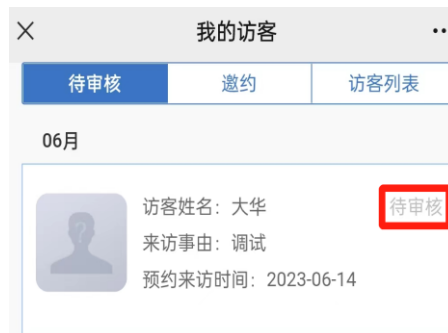 我的访客
待审核 邀约 访客列表
06月
访客姓名：大华 待审核
来访事由：调试
预约来访时间：2023-06-14